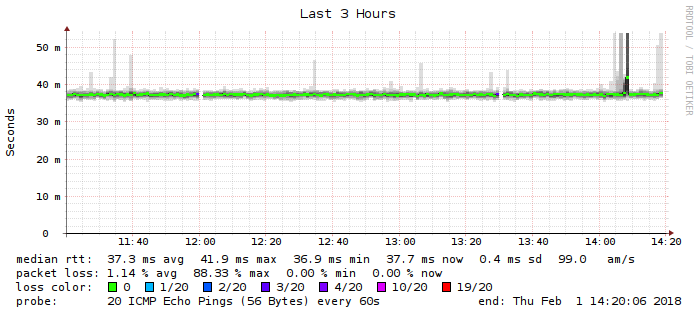 Last 3 Hours
RRDTOOL / TOBI OETIKER
Seconds
50 m
40 m
30 m
20 m
10 m
0
11:40 12:00 12:20 12:40 13:00 13:20 13:40 14:00 14:20
median rtt: 37.3 ms avg 41.9 ms max 36.9 ms min 37.7 ms now 0.4 ms sd 99.0 am/s
packet loss: 1.14 % avg 88.33 % max 0.00 % min 0.00 % now
loss color: 0 1/20 2/20 3/20 4/20 10/20 19/20
probe: 20 ICMP Echo Pings (56 Bytes) every 60s end: Thu Feb 1 14:20:06 2018